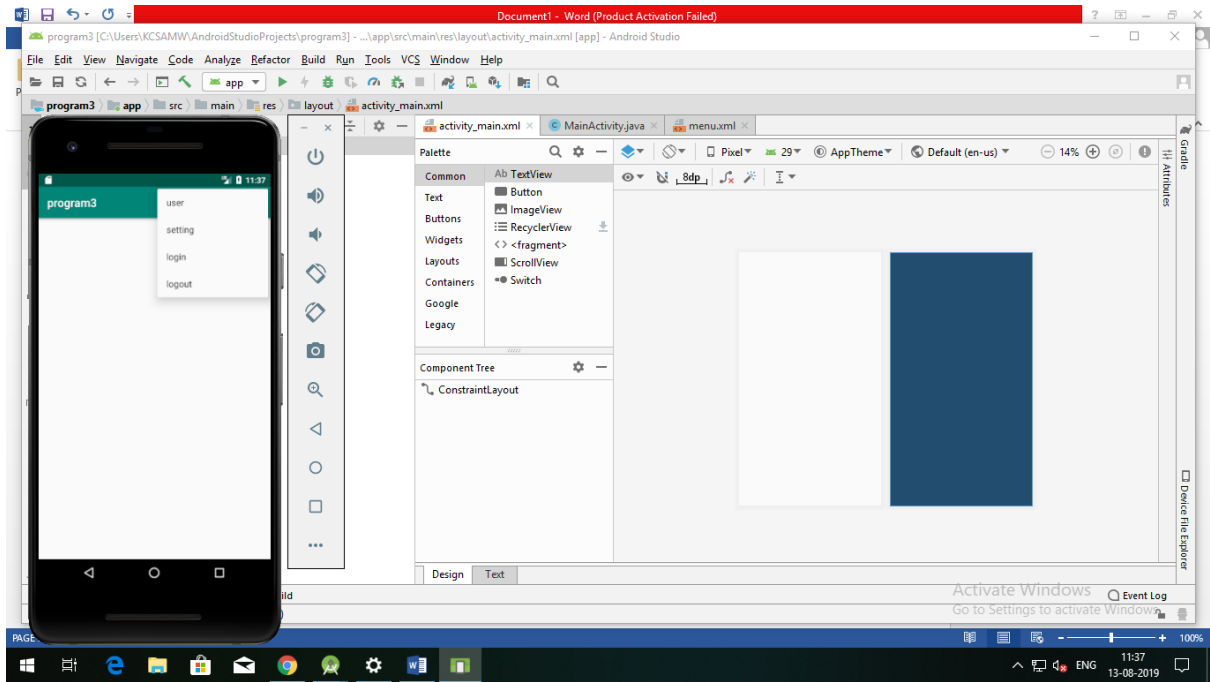 Document1 - Word (Product Activation Failed)
program3 [C:\Users\KCSAMW\AndroidStudioProjects\program3] - ...\app\src\main\res\layout\activity_main.xml [app] - Android Studio
File Edit View Navigate Code Analyze Refactor Build Run Tools VCS Window Help
app
program3 app src main res layout activity_main.xml
activity_main.xml MainActivity.java menu.xml
Palette
Pixel 29 AppTheme Default (en-us) 14%
8dp
Common
Text
Buttons
Widgets
Layouts
Containers
Google
Legacy
Ab TextView
Button
ImageView
RecyclerView
<fragment>
ScrollView
Switch
Component Tree
ConstraintLayout
Design Text
Gradle
Attributes
Device File Explorer
11:37
program3
user
setting
login
logout
ild
Activate Windows
Go to Settings to activate Windows.
Event Log
PAGE
100%
ENG
11:37
13-08-2019